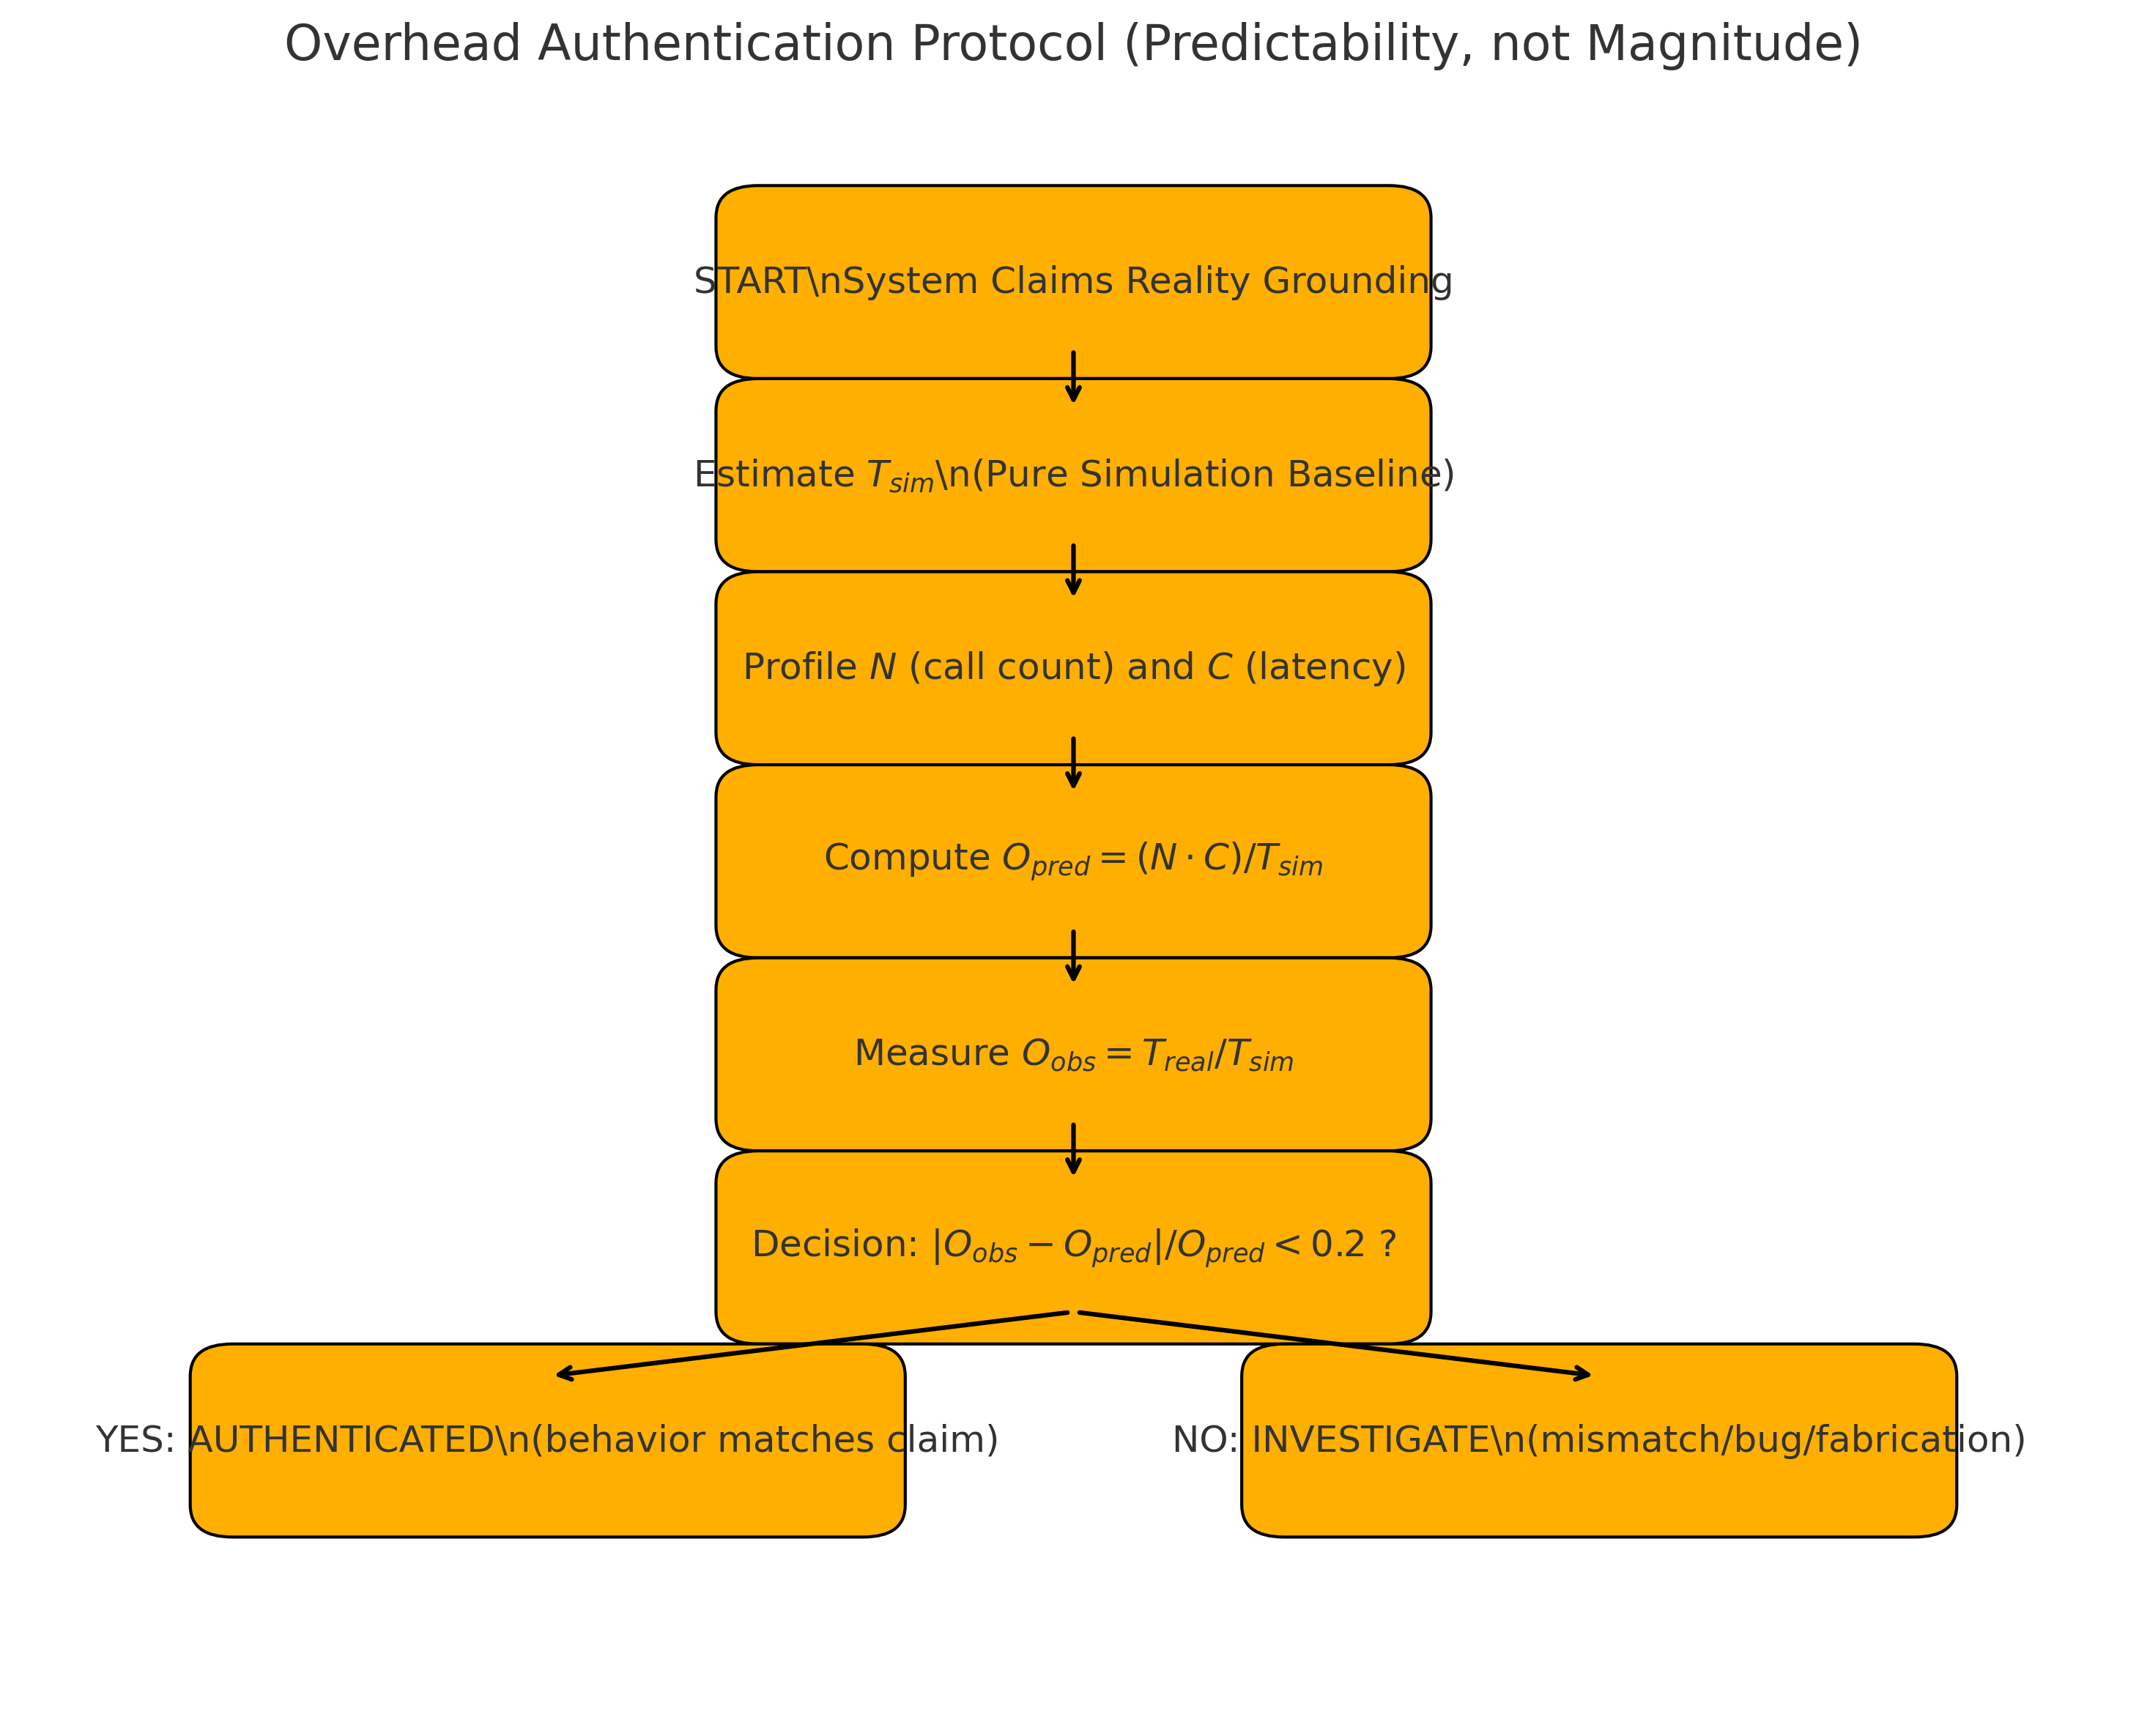 Overhead Authentication Protocol (Predictability, not Magnitude)
START\nSystem Claims Reality Grounding
Estimate $T_{sim}$\n(Pure Simulation Baseline)
Profile $N$ (call count) and $C$ (latency)
Compute $O_{pred} = (N \cdot C)/T_{sim}$
Measure $O_{obs} = T_{real}/T_{sim}$
Decision: $|O_{obs} - O_{pred}|/O_{pred} < 0.2$ ?
YES: AUTHENTICATED\n(behavior matches claim)
NO: INVESTIGATE\n(mismatch/bug/fabrication)